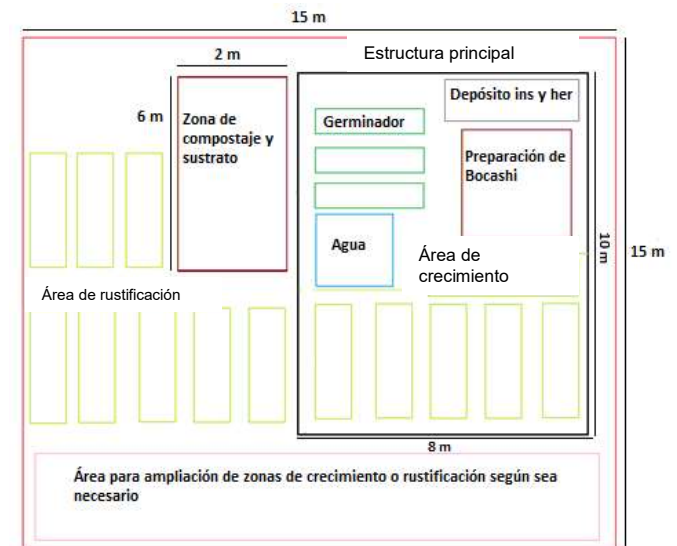 15 m
Estructura principal
2 m
6 m
Zona de
compostaje y
sustrato
Germinador
Depósito ins y her
Preparación de
Bocashi
Agua
Área de
crecimiento
10 m
15 m
Área de rustificación
8 m
Área para ampliación de zonas de crecimiento o rustificación según sea
necesario